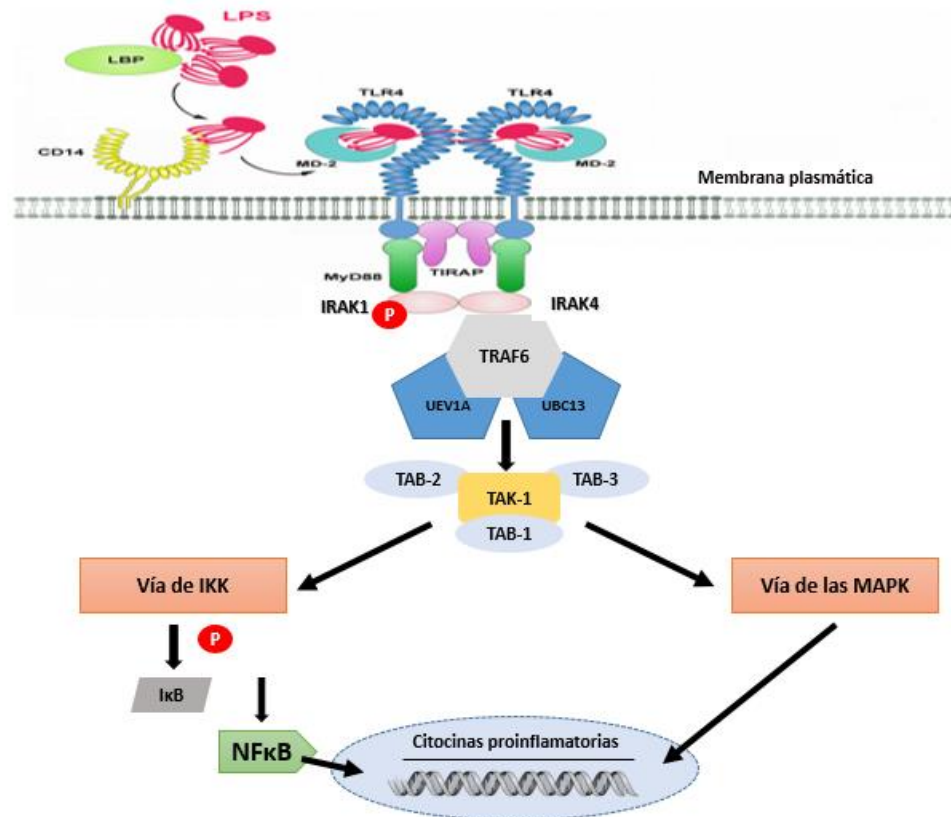 LPS
LBP
TLR4
TLR4
CD14
MD-2
MD-2
Membrana plasmática
MyD88
TIRAP
IRAK1
P
IRAK4
TRAF6
UEV1A
UBC13
TAB-2
TAB-3
TAK-1
TAB-1
Vía de IKK
Vía de las MAPK
P
IκB
NFκB
Citocinas proinflamatorias